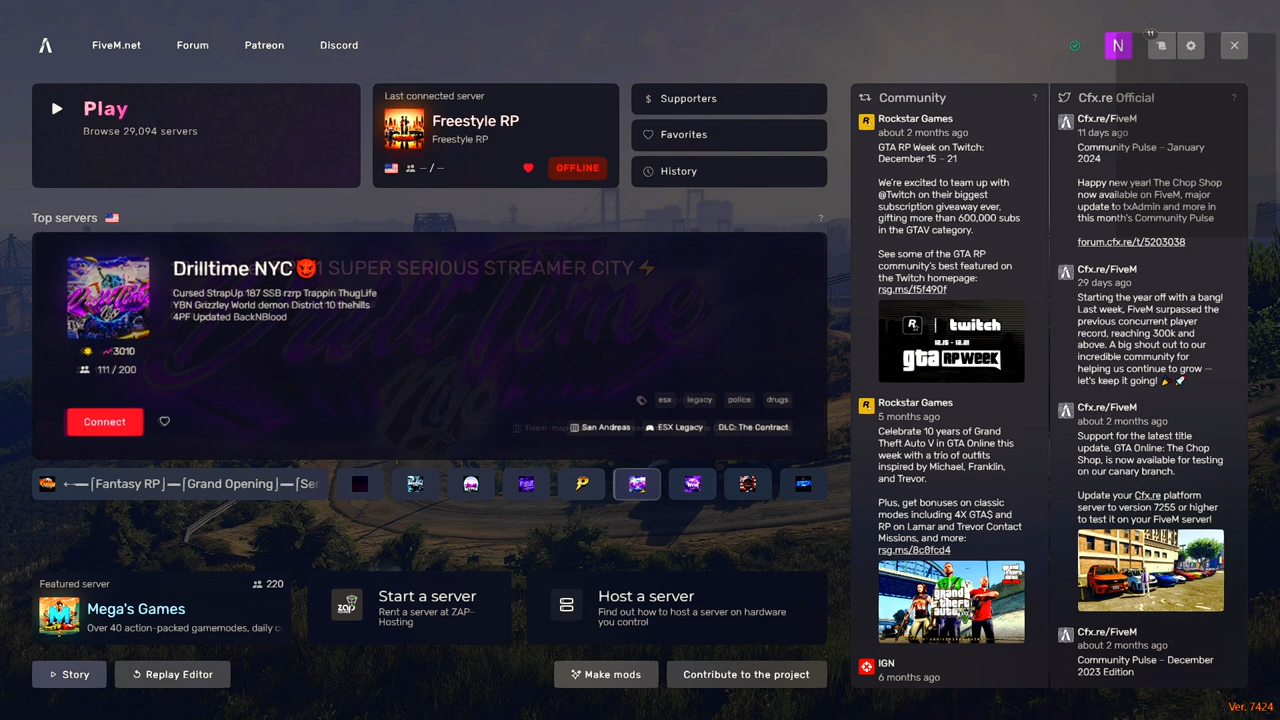 FiveM.net
Forum
Patreon
Discord
N
11
Play
Browse 29,094 servers
Last connected server
Freestyle RP
Freestyle RP
– / –
OFFLINE
$ Supporters
Favorites
History
Top servers
?
Drilltime NYC
1 SUPER SERIOUS STREAMER CITY
Cursed StrapUp 187 SSB rzrp Trappin ThugLife
YBN Grizzley World demon District 10 thehills
4PF Updated BackNBlood
3010
111 / 200
esx
legacy
police
drugs
Connect
San Andreas
ESX Legacy
DLC: The Contract
[Fantasy RP]—[Grand Opening]—[Ser
Featured server
220
Mega's Games
Over 40 action-packed gamemodes, daily c
ZAP
Start a server
Rent a server at ZAP-
Hosting
Host a server
Find out how to host a server on hardware
you control
Story
Replay Editor
Make mods
Contribute to the project
Community
?
Rockstar Games
about 2 months ago
GTA RP Week on Twitch:
December 15 – 21
We're excited to team up with
@Twitch on their biggest
subscription giveaway ever,
gifting more than 600,000 subs
in the GTAV category.
See some of the GTA RP
community's best featured on
the Twitch homepage:
rsg.ms/f5f490f
R* | twitch
12.15 - 12.21
gta RP WEEK
Rockstar Games
5 months ago
Celebrate 10 years of Grand
Theft Auto V in GTA Online this
week with a trio of outfits
inspired by Michael, Franklin,
and Trevor.
Plus, get bonuses on classic
modes including 4X GTA$ and
RP on Lamar and Trevor Contact
Missions, and more:
rsg.ms/8c8fcd4
grand
theft
auto
IGN
6 months ago
Cfx.re Official
?
Cfx.re/FiveM
11 days ago
Community Pulse – January
2024
Happy new year! The Chop Shop
now available on FiveM, major
update to txAdmin and more in
this month's Community Pulse
forum.cfx.re/t/5203038
Cfx.re/FiveM
29 days ago
Starting the year off with a bang!
Last week, FiveM surpassed the
previous concurrent player
record, reaching 300k and
above. A big shout out to our
incredible community for
helping us continue to grow —
let's keep it going!
Cfx.re/FiveM
about 2 months ago
Support for the latest title
update, GTA Online: The Chop
Shop, is now available for testing
on our canary branch.
Update your Cfx.re platform
server to version 7255 or higher
to test it on your FiveM server!
Cfx.re/FiveM
about 2 months ago
Community Pulse – December
2023 Edition
Ver. 7424